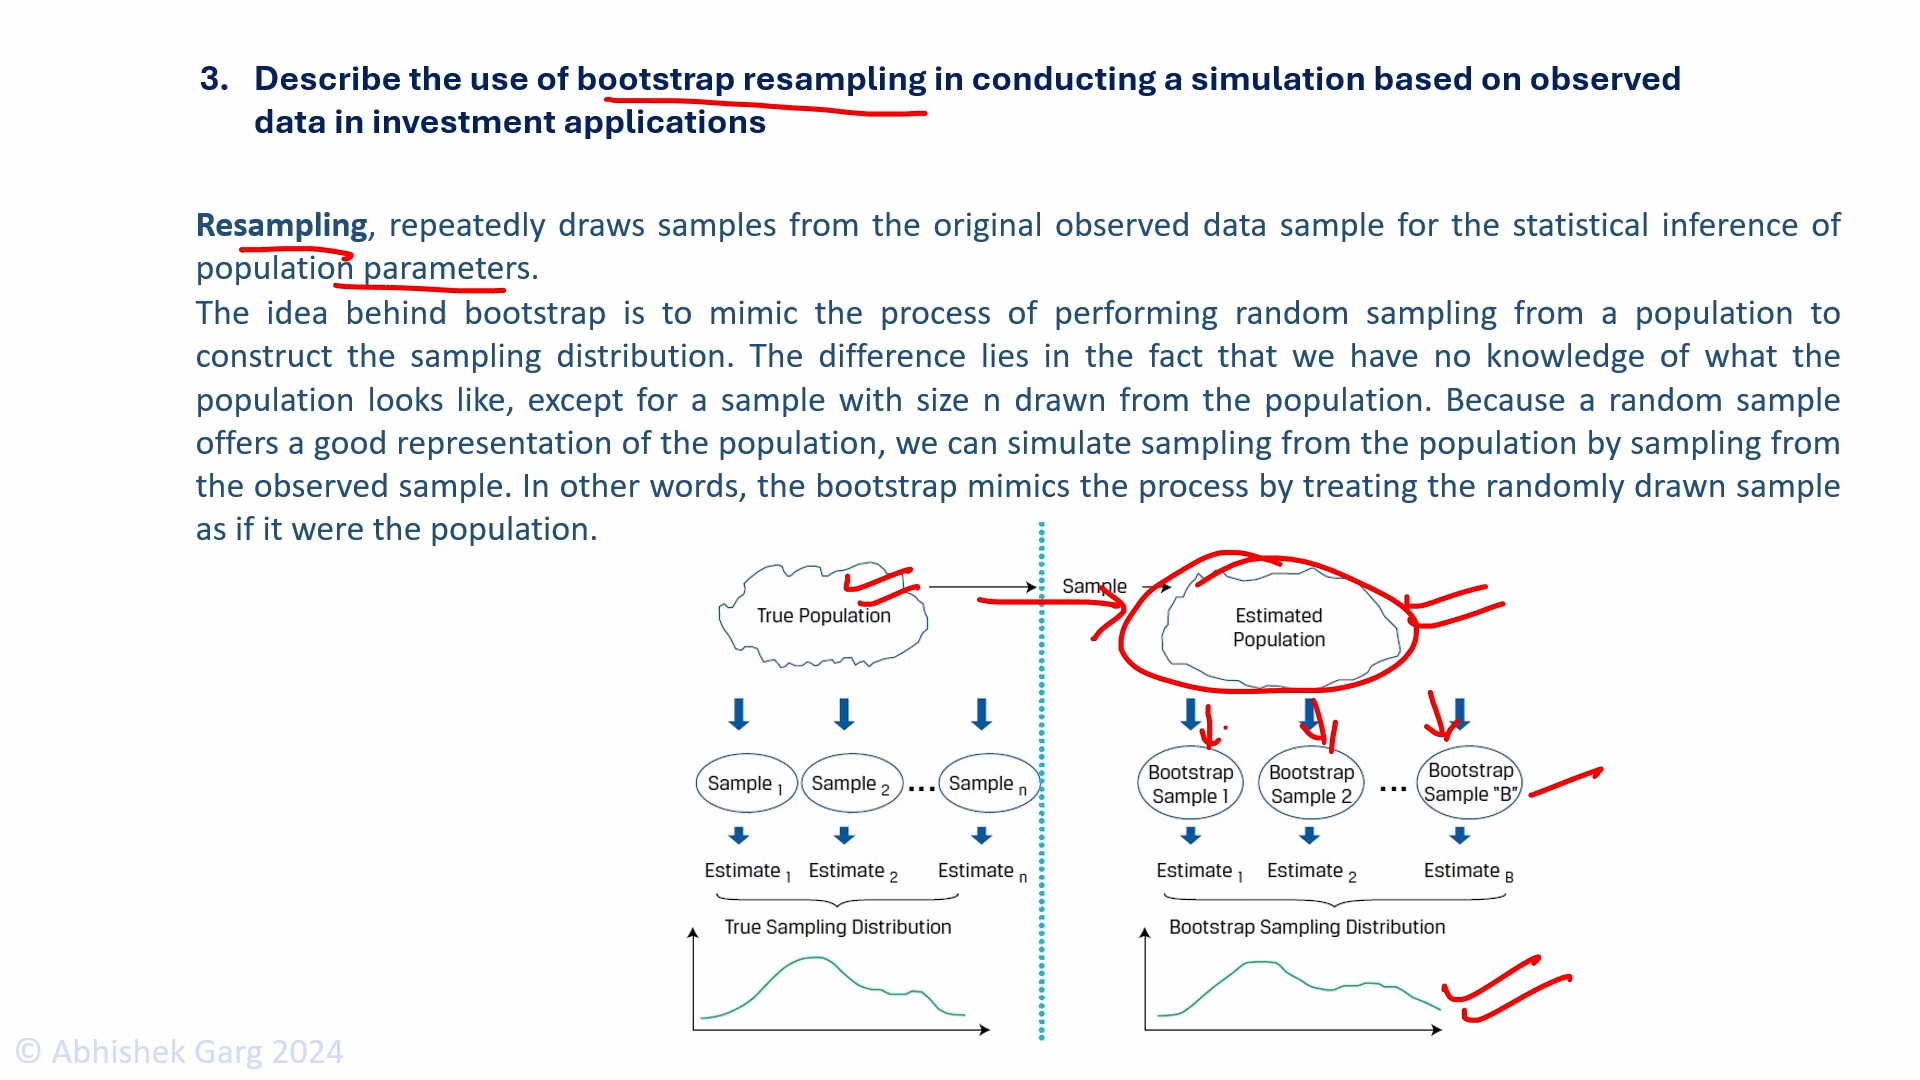 3. Describe the use of bootstrap resampling in conducting a simulation based on observed
data in investment applications
Resampling, repeatedly draws samples from the original observed data sample for the statistical inference of
population parameters.
The idea behind bootstrap is to mimic the process of performing random sampling from a population to
construct the sampling distribution. The difference lies in the fact that we have no knowledge of what the
population looks like, except for a sample with size n drawn from the population. Because a random sample
offers a good representation of the population, we can simulate sampling from the population by sampling from
the observed sample. In other words, the bootstrap mimics the process by treating the randomly drawn sample
as if it were the population.
True Population
Sample
Estimated
Population
Sample 1 Sample 2 ... Sample n
Bootstrap
Sample 1
Bootstrap
Sample 2
...
Bootstrap
Sample "B"
Estimate 1 Estimate 2 Estimate n
Estimate 1 Estimate 2 Estimate B
True Sampling Distribution
Bootstrap Sampling Distribution
© Abhishek Garg 2024